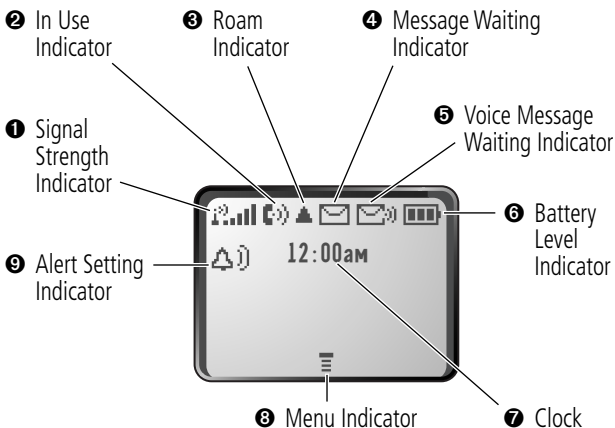 ❷ In Use
Indicator
❸ Roam
Indicator
❹ Message Waiting
Indicator
❺ Voice Message
Waiting Indicator
❶ Signal
Strength
Indicator
❻ Battery
Level
Indicator
12:00am
❾ Alert Setting
Indicator
❽ Menu Indicator
❼ Clock